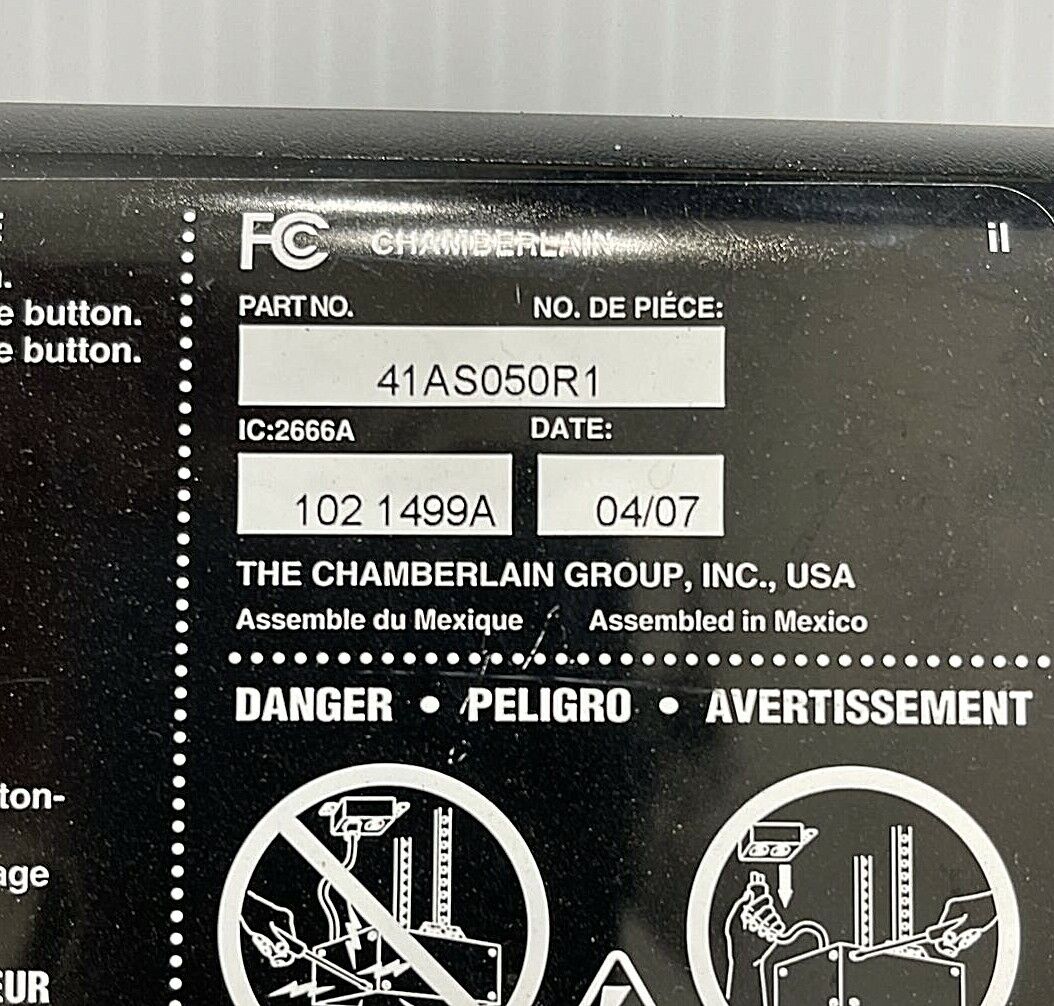 e button.
e button.
ton-
age
EUR
FC CHAMBERLAIN
il
PART NO. NO. DE PIÉCE:
41AS050R1
IC:2666A DATE:
102 1499A 04/07
THE CHAMBERLAIN GROUP, INC., USA
Assemble du Mexique Assembled in Mexico
DANGER • PELIGRO • AVERTISSEMENT